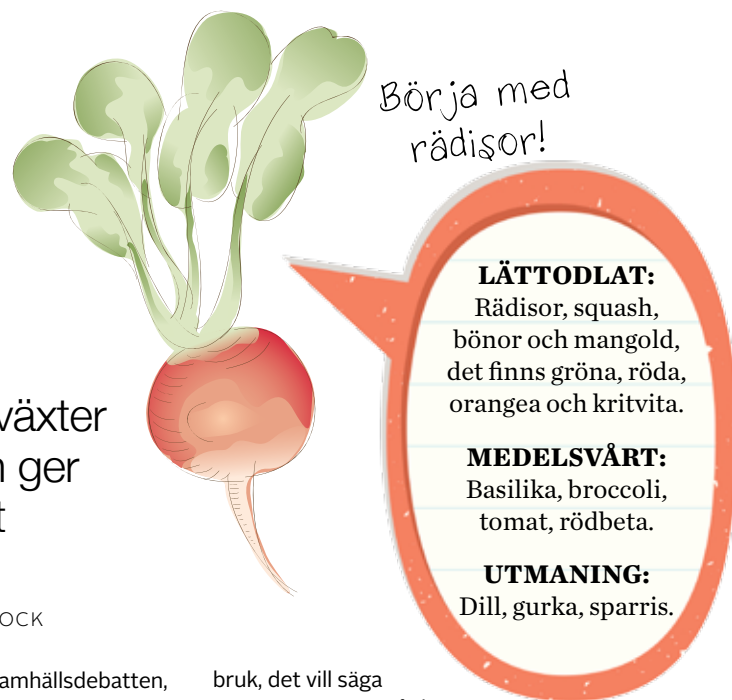 Börja med
rädisor!
LÄTTODLAT:
Rädisor, squash,
bönor och mangold,
det finns gröna, röda,
orangea och kritvita.
MEDELSVÅRT:
Basilika, broccoli,
tomat, rödbeta.
UTMANING:
Dill, gurka, sparris.
växter
ger
OCK
amhällsdebatten,
bruk, det vill säga